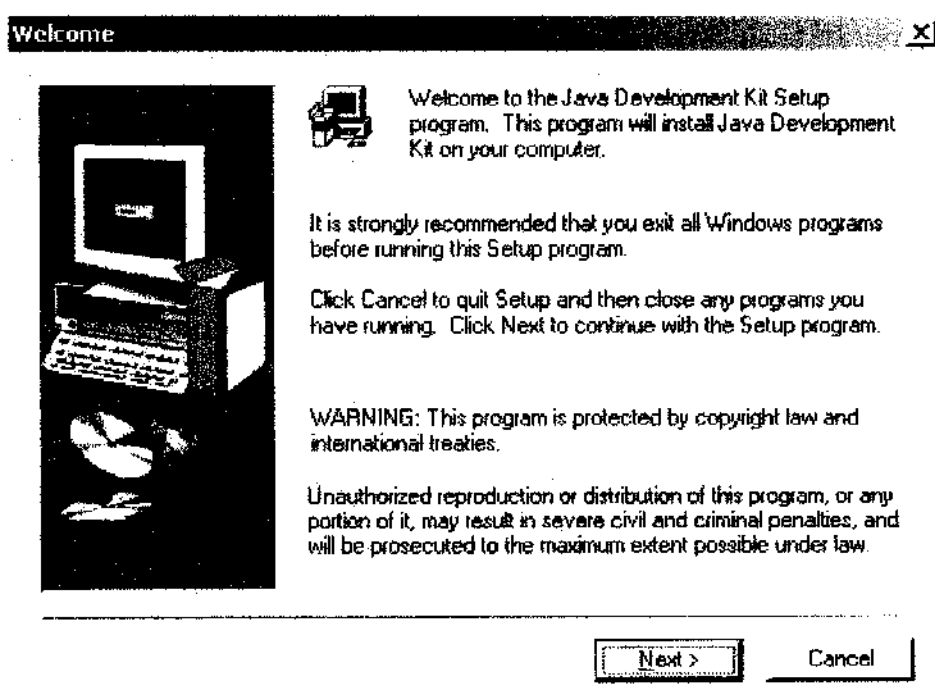 Welcome
Welcome to the Java Development Kit Setup
program. This program will install Java Development
Kit on your computer.
It is strongly recommended that you exit all Windows programs
before running this Setup program.
Click Cancel to quit Setup and then close any programs you
have running. Click Next to continue with the Setup program.
WARNING: This program is protected by copyright law and
international treaties.
Unauthorized reproduction or distribution of this program, or any
portion of it, may result in severe civil and criminal penalties, and
will be prosecuted to the maximum extent possible under law.
Next >
Cancel